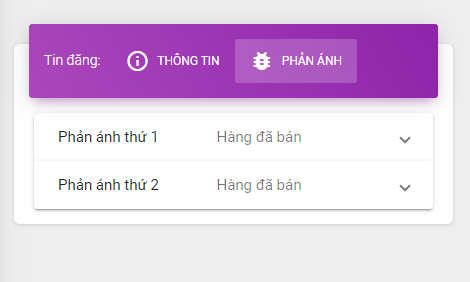 Tin đăng: THÔNG TIN PHẢN ÁNH
Phản ánh thứ 1 Hàng đã bán
Phản ánh thứ 2 Hàng đã bán